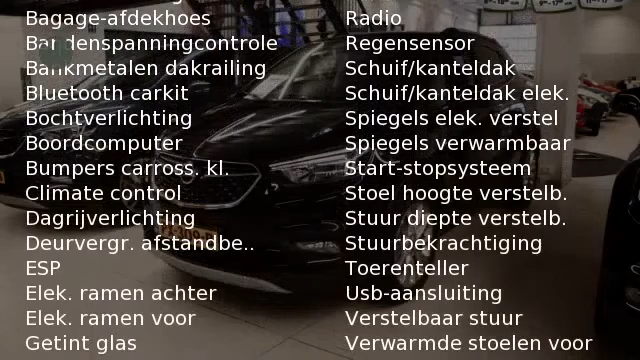 Bagage-afdekhoes
Bandenspanningcontrole
Blankmetalen dakrailing
Bluetooth carkit
Bochtverlichting
Boordcomputer
Bumpers carross. kl.
Climate control
Dagrijverlichting
Deurvergr. afstandbe..
ESP
Elek. ramen achter
Elek. ramen voor
Getint glas
Radio
Regensensor
Schuif/kanteldak
Schuif/kanteldak elek.
Spiegels elek. verstel
Spiegels verwarmbaar
Start-stopsysteem
Stoel hoogte verstelb.
Stuur diepte verstelb.
Stuurbekrachtiging
Toerenteller
Usb-aansluiting
Verstelbaar stuur
Verwarmde stoelen voor